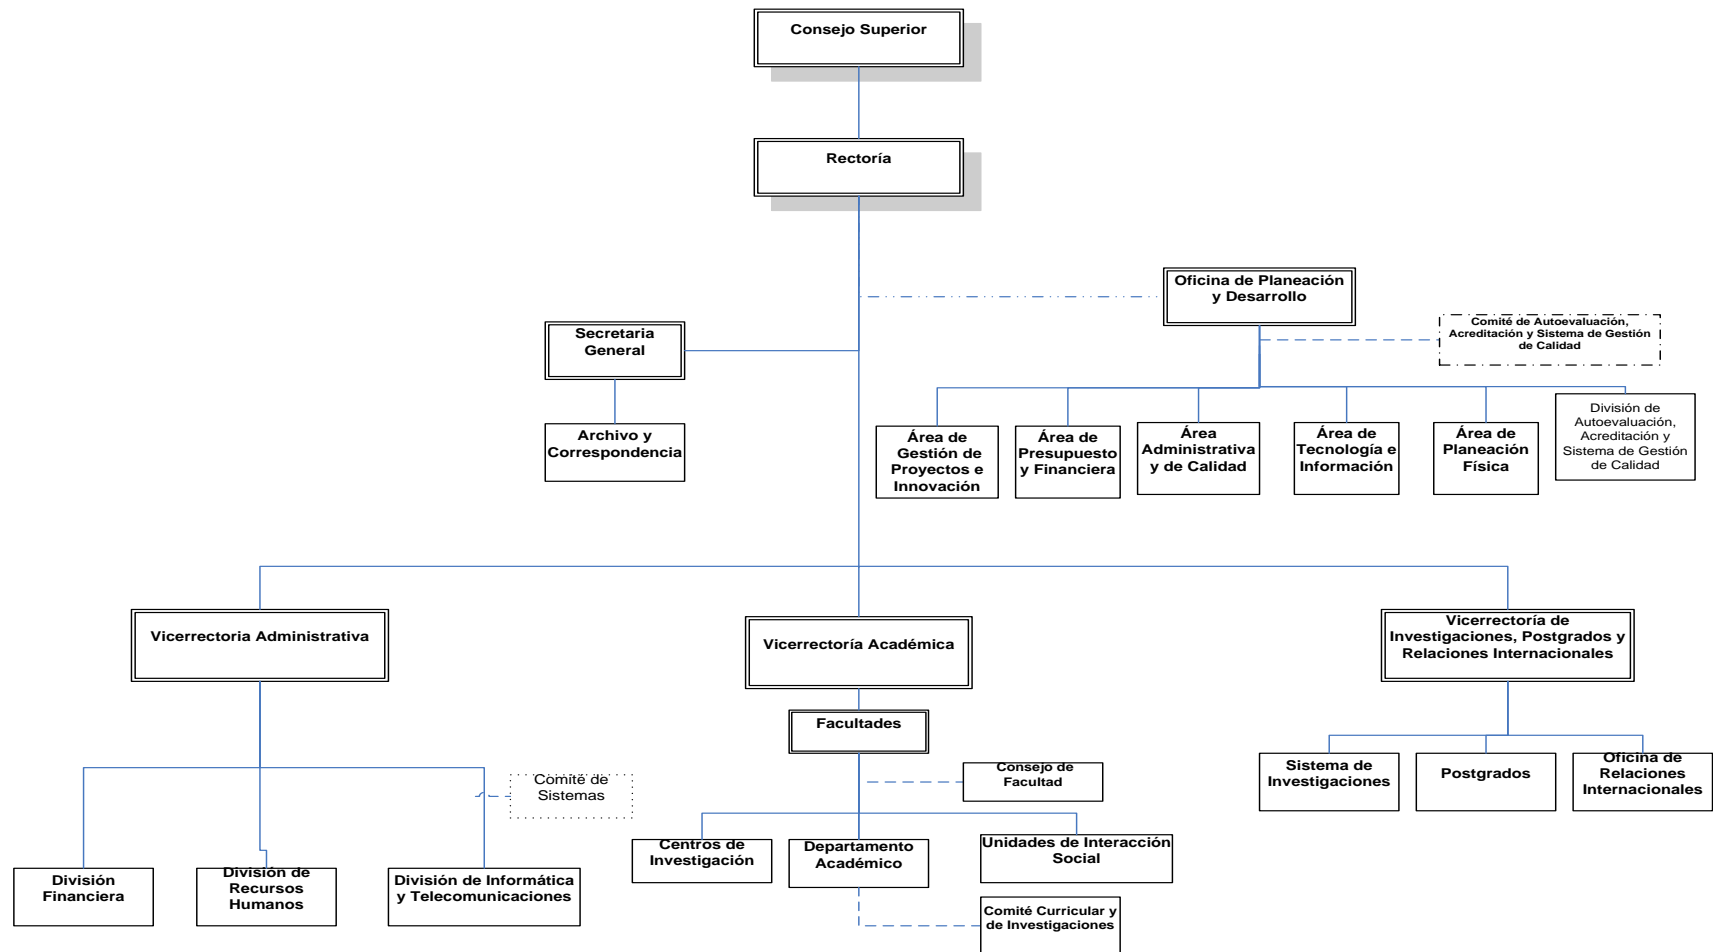 Consejo Superior
Rectoría
Oficina de Planeación
y Desarrollo
Comité de Autoevaluación,
Acreditación y Sistema de Gestión
de Calidad
Secretaria
General
Archivo y
Correspondencia
Área de
Gestión de
Proyectos e
Innovación
Área de
Presupuesto
y Financiera
Área
Administrativa
y de Calidad
Área de
Tecnología e
Información
Área de
Planeación
Física
División de
Autoevaluación,
Acreditación y
Sistema de Gestión
de Calidad
Vicerrectoria Administrativa
Vicerrectoría Académica
Vicerrectoría de
Investigaciones, Postgrados y
Relaciones Internacionales
Facultades
Consejo de
Facultad
Comité de
Sistemas
Sistema de
Investigaciones
Postgrados
Oficina de
Relaciones
Internacionales
Centros de
Investigación
Departamento
Académico
Unidades de Interacción
Social
División
Financiera
División de
Recursos
Humanos
División de Informática
y Telecomunicaciones
Comité Curricular y
de Investigaciones